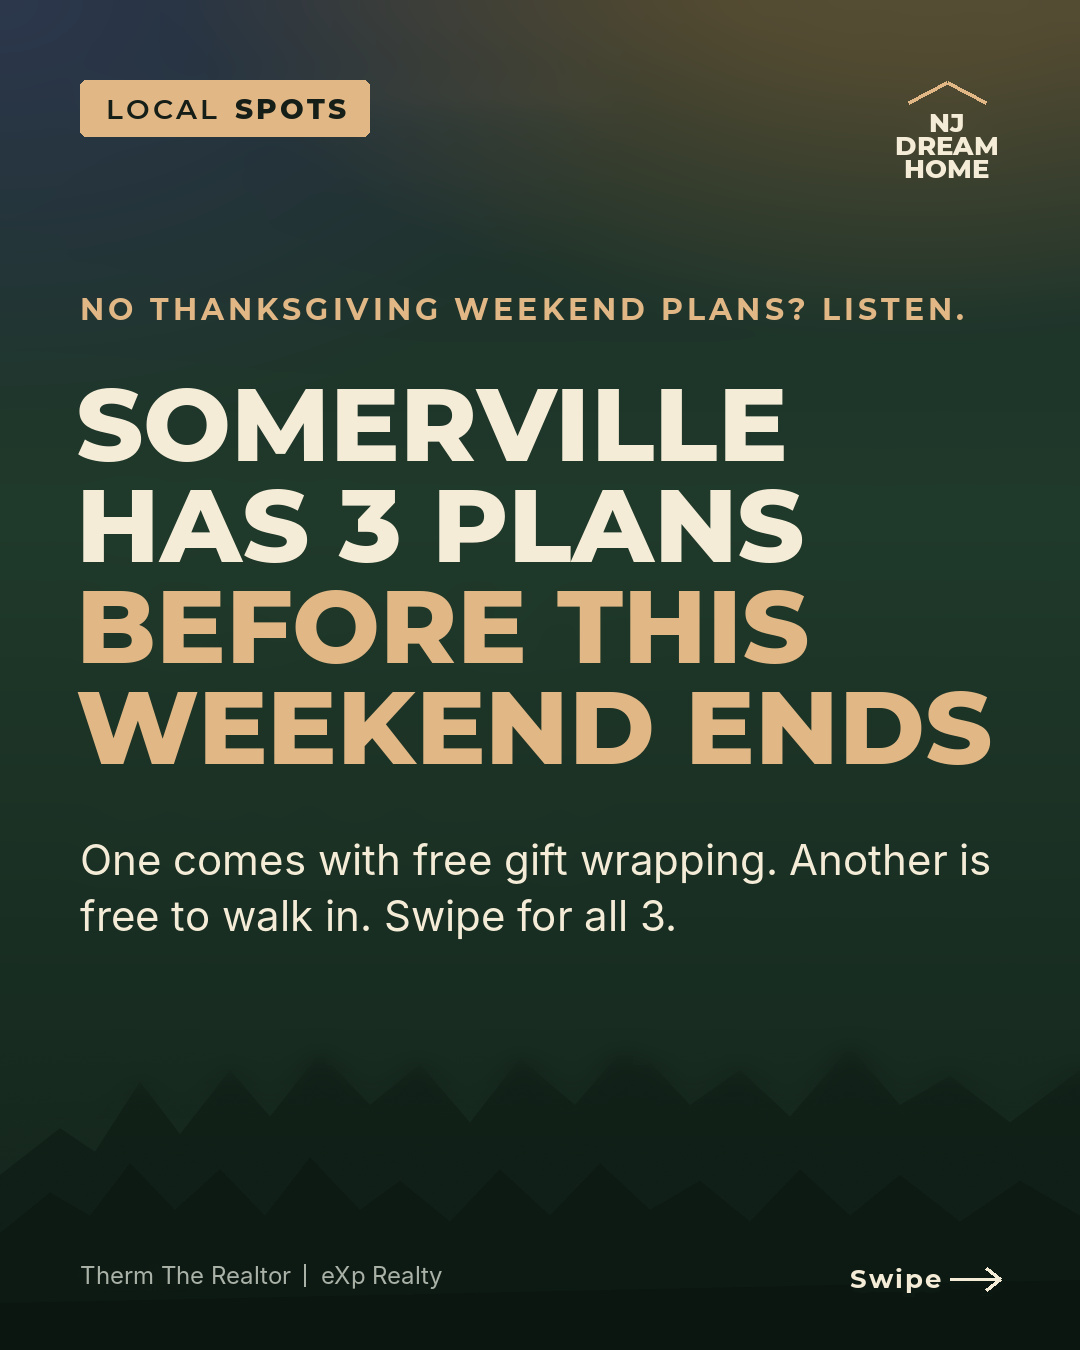 LOCAL SPOTS
NJ
DREAM
HOME
NO THANKSGIVING WEEKEND PLANS? LISTEN.
SOMERVILLE
HAS 3 PLANS
BEFORE THIS
WEEKEND ENDS
One comes with free gift wrapping. Another is
free to walk in. Swipe for all 3.
Therm The Realtor | eXp Realty
Swipe